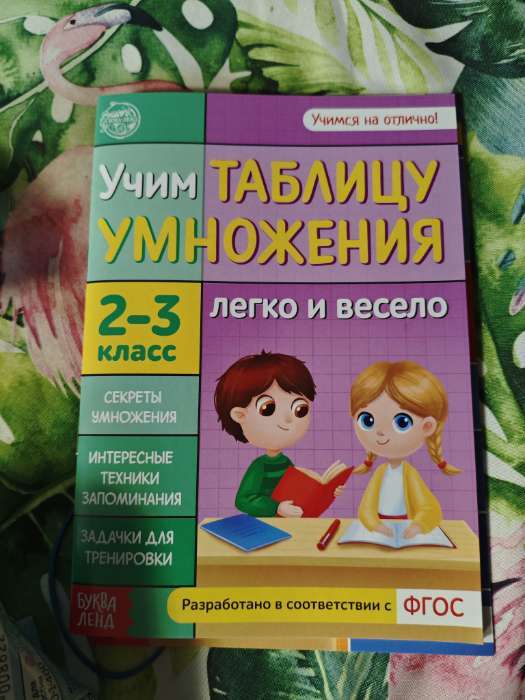 Учимся на отлично!
Учим ТАБЛИЦУ
УМНОЖЕНИЯ
2-3
класс
легко и весело
СЕКРЕТЫ
УМНОЖЕНИЯ
ИНТЕРЕСНЫЕ
ТЕХНИКИ
ЗАПОМИНАНИЯ
ЗАДАЧКИ ДЛЯ
ТРЕНИРОВКИ
БУКВА
ЛЕНД
Разработано в соответствии с ФГОС